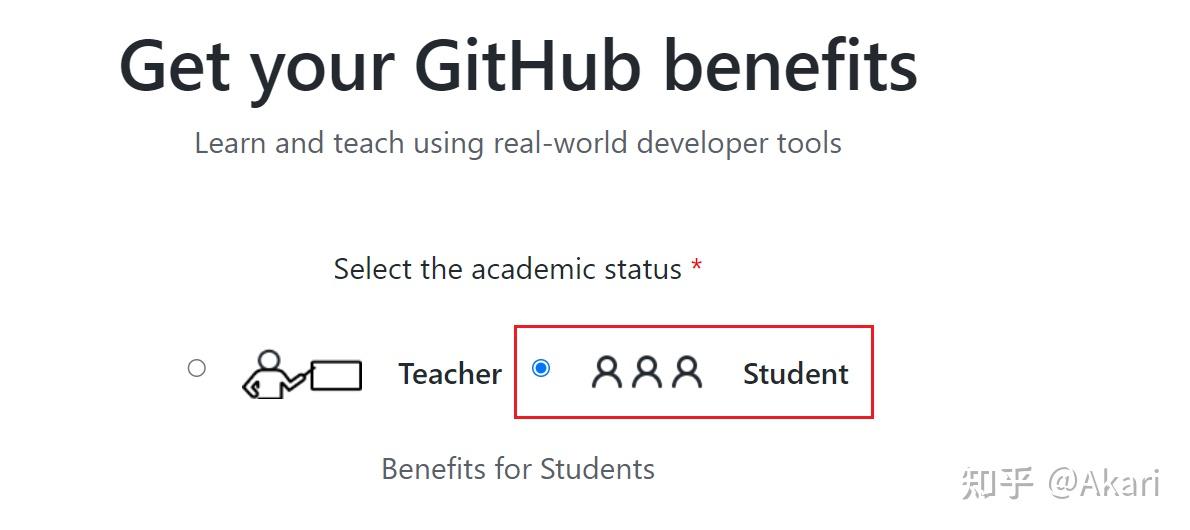 Get your GitHub benefits
Learn and teach using real-world developer tools
Select the academic status *
Teacher Student
Benefits for Students
知乎 @Akari